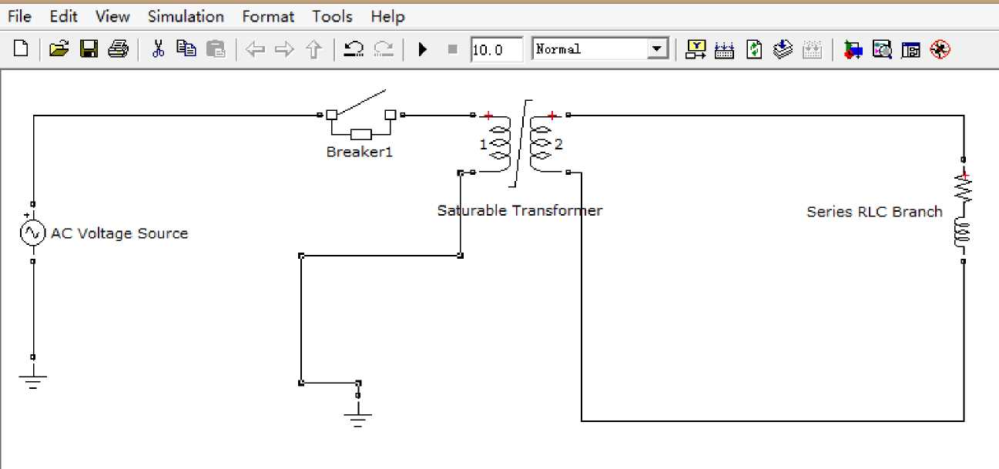 File Edit View Simulation Format Tools Help
10.0 Normal
Breaker1
1 2
Saturable Transformer
Series RLC Branch
+
AC Voltage Source